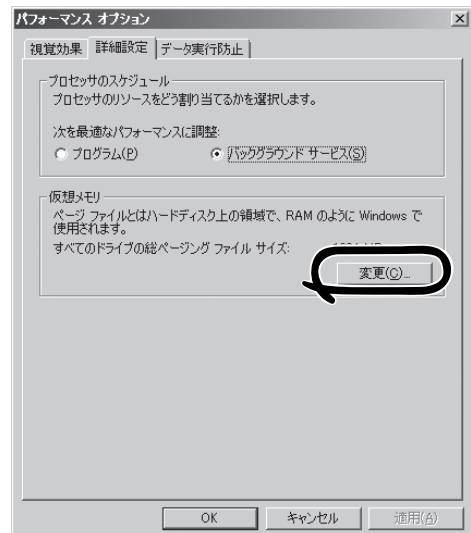 パフォーマンス オプション
視覚効果 詳細設定 データ実行防止
プロセッサのスケジュール
プロセッサのリソースをどう割り当てるかを選択します。
次を最適なパフォーマンスに調整:
プログラム(P) バックグラウンド サービス(S)
仮想メモリ
ページ ファイルとはハードディスク上の領域で、RAM のように Windows で
使用されます。
すべてのドライブの総ページング ファイル サイズ:
変更(C)...
OK キャンセル 適用(A)